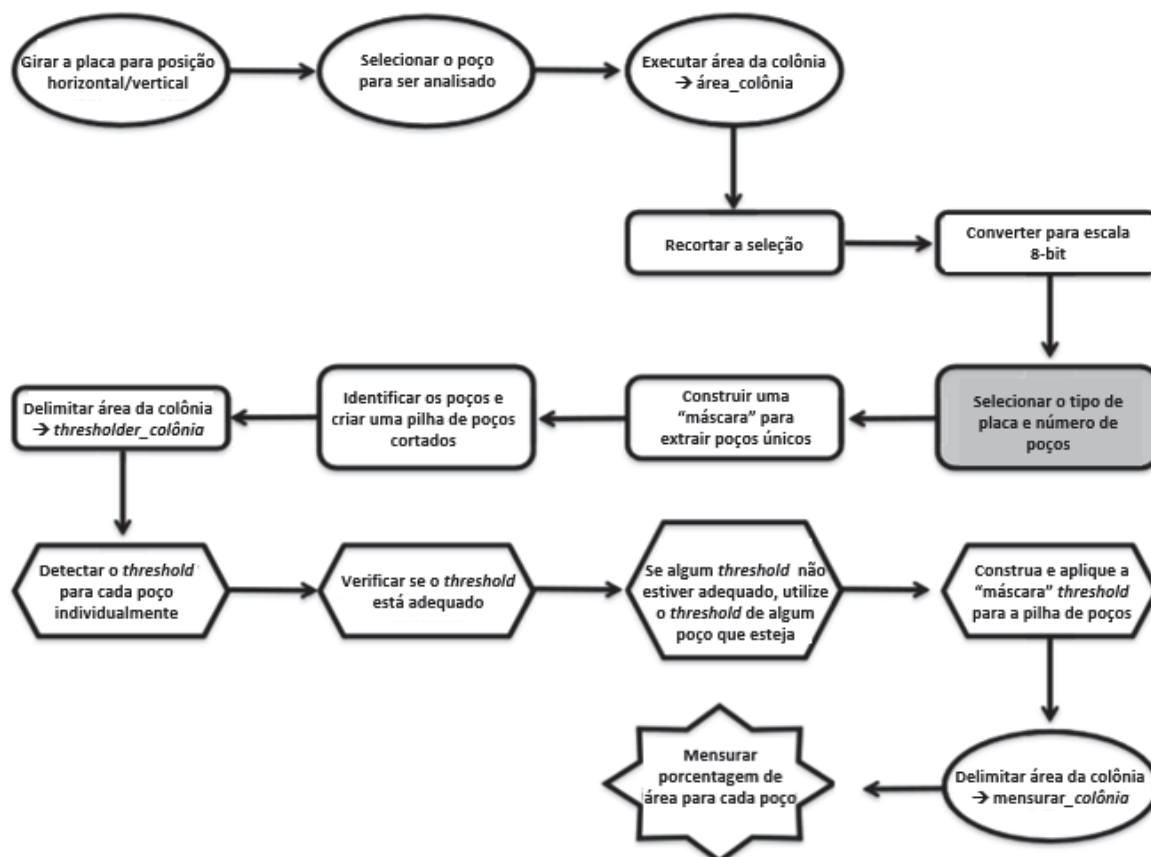 Girar a placa para posição
horizontal/vertical
Selecionar o poço
para ser analisado
Executar área da colônia
→ área_colônia
Recortar a seleção
Converter para escala
8-bit
Selecionar o tipo de
placa e número de
poços
Construir uma
“máscara” para
extrair poços únicos
Identificar os poços e
criar uma pilha de poços
cortados
Delimitar área da colônia
→ thresholder_colônia
Detectar o threshold
para cada poço
individualmente
Verificar se o threshold
está adequado
Se algum threshold não
estiver adequado, utilize
o threshold de algum
poço que esteja
Construa e aplique a
“máscara” threshold
para a pilha de poços
Delimitar área da colônia
→ mensurar_colônia
Mensurar
porcentagem de
área para cada poço